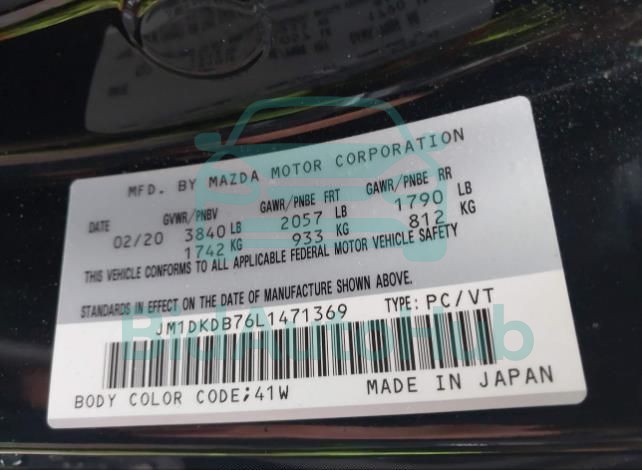 MFD. BY MAZDA MOTOR CORPORATION
DATE GVWR/PNBV GAWR/PNBE FRT GAWR/PNBE RR
02/20 3840 LB 2057 LB 1790 LB
1742 KG 933 KG 812 KG
THIS VEHICLE CONFORMS TO ALL APPLICABLE FEDERAL MOTOR VEHICLE SAFETY
STANDARDS IN EFFECT ON THE DATE OF MANUFACTURE SHOWN ABOVE.
JM1DKDB76L1471369 TYPE: PC/VT
BidAutoHub
BODY COLOR CODE;41W MADE IN JAPAN